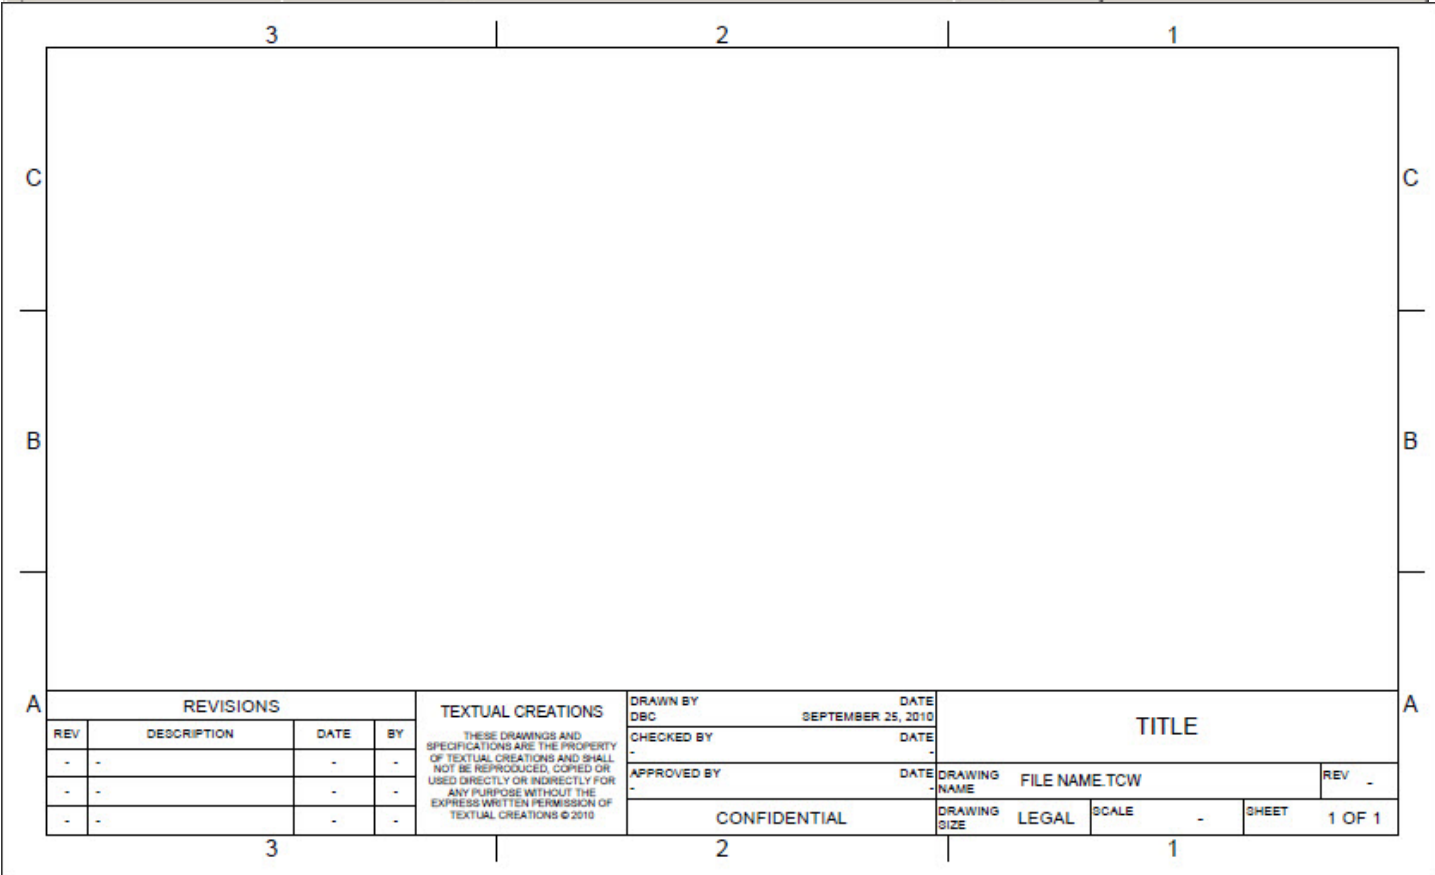 3 2 1
C C
B B
A A
REVISIONS
REV DESCRIPTION DATE BY
- - - -
- - - -
- - - -
TEXTUAL CREATIONS
THESE DRAWINGS AND
SPECIFICATIONS ARE THE PROPERTY
OF TEXTUAL CREATIONS AND SHALL
NOT BE REPRODUCED, COPIED OR
USED DIRECTLY OR INDIRECTLY FOR
ANY PURPOSE WITHOUT THE
EXPRESS WRITTEN PERMISSION OF
TEXTUAL CREATIONS © 2010
DRAWN BY DATE
DBC SEPTEMBER 25, 2010
CHECKED BY DATE
- -
APPROVED BY DATE
- -
CONFIDENTIAL
TITLE
DRAWING NAME FILE NAME.TCW REV -
DRAWING SIZE LEGAL SCALE - SHEET 1 OF 1
3 2 1